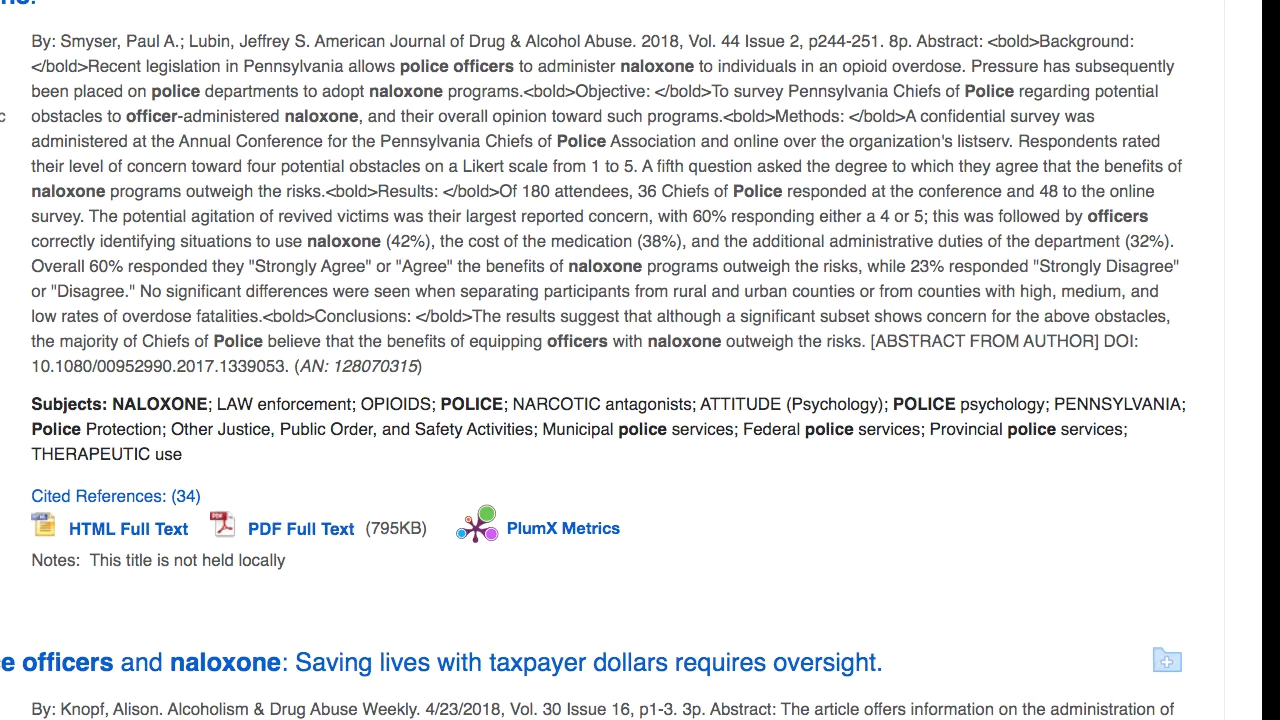 By: Smyser, Paul A.; Lubin, Jeffrey S. American Journal of Drug & Alcohol Abuse. 2018, Vol. 44 Issue 2, p244-251. 8p. Abstract: <bold>Background:
</bold>Recent legislation in Pennsylvania allows police officers to administer naloxone to individuals in an opioid overdose. Pressure has subsequently
been placed on police departments to adopt naloxone programs.<bold>Objective: </bold>To survey Pennsylvania Chiefs of Police regarding potential
c obstacles to officer-administered naloxone, and their overall opinion toward such programs.<bold>Methods: </bold>A confidential survey was
administered at the Annual Conference for the Pennsylvania Chiefs of Police Association and online over the organization's listserv. Respondents rated
their level of concern toward four potential obstacles on a Likert scale from 1 to 5. A fifth question asked the degree to which they agree that the benefits of
naloxone programs outweigh the risks.<bold>Results: </bold>Of 180 attendees, 36 Chiefs of Police responded at the conference and 48 to the online
survey. The potential agitation of revived victims was their largest reported concern, with 60% responding either a 4 or 5; this was followed by officers
correctly identifying situations to use naloxone (42%), the cost of the medication (38%), and the additional administrative duties of the department (32%).
Overall 60% responded they "Strongly Agree" or "Agree" the benefits of naloxone programs outweigh the risks, while 23% responded "Strongly Disagree"
or "Disagree." No significant differences were seen when separating participants from rural and urban counties or from counties with high, medium, and
low rates of overdose fatalities.<bold>Conclusions: </bold>The results suggest that although a significant subset shows concern for the above obstacles,
the majority of Chiefs of Police believe that the benefits of equipping officers with naloxone outweigh the risks. [ABSTRACT FROM AUTHOR] DOI:
10.1080/00952990.2017.1339053. (AN: 128070315)
Subjects: NALOXONE; LAW enforcement; OPIOIDS; POLICE; NARCOTIC antagonists; ATTITUDE (Psychology); POLICE psychology; PENNSYLVANIA;
Police Protection; Other Justice, Public Order, and Safety Activities; Municipal police services; Federal police services; Provincial police services;
THERAPEUTIC use
Cited References: (34)
HTML Full Text PDF Full Text (795KB) PlumX Metrics
Notes: This title is not held locally
e officers and naloxone: Saving lives with taxpayer dollars requires oversight.
By: Knopf, Alison. Alcoholism & Drug Abuse Weekly. 4/23/2018, Vol. 30 Issue 16, p1-3. 3p. Abstract: The article offers information on the administration of